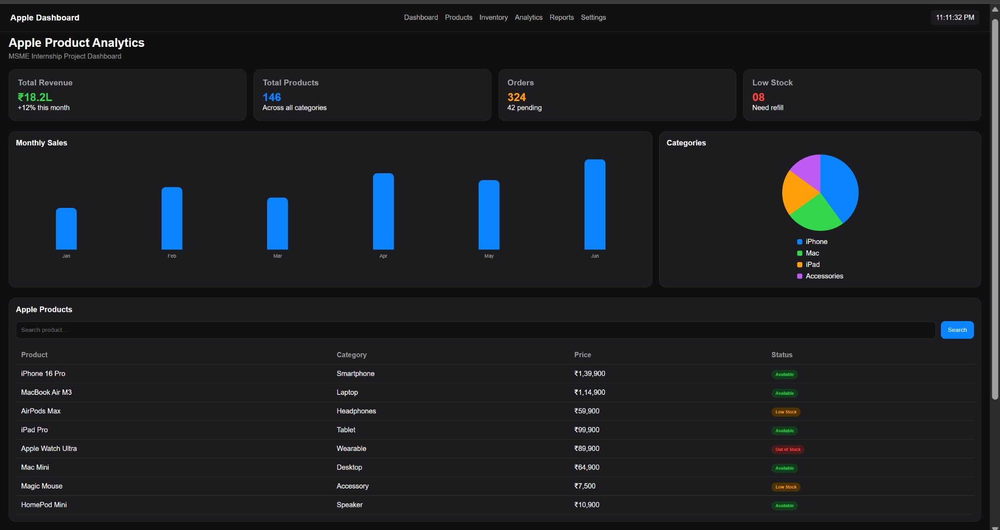 Apple Dashboard
Dashboard Products Inventory Analytics Reports Settings
11:11:32 PM
Apple Product Analytics
MSME Internship Project Dashboard
Total Revenue
₹18.2L
+12% this month
Total Products
146
Across all categories
Orders
324
42 pending
Low Stock
08
Need refill
Monthly Sales
Jan Feb Mar Apr May Jun
Categories
iPhone
Mac
iPad
Accessories
Apple Products
Search product...
Search
Product Category Price Status
iPhone 16 Pro Smartphone ₹1,39,900 Available
MacBook Air M3 Laptop ₹1,14,900 Available
AirPods Max Headphones ₹59,900 Low Stock
iPad Pro Tablet ₹99,900 Available
Apple Watch Ultra Wearable ₹89,900 Out of Stock
Mac Mini Desktop ₹64,900 Available
Magic Mouse Accessory ₹7,500 Low Stock
HomePod Mini Speaker ₹10,900 Available